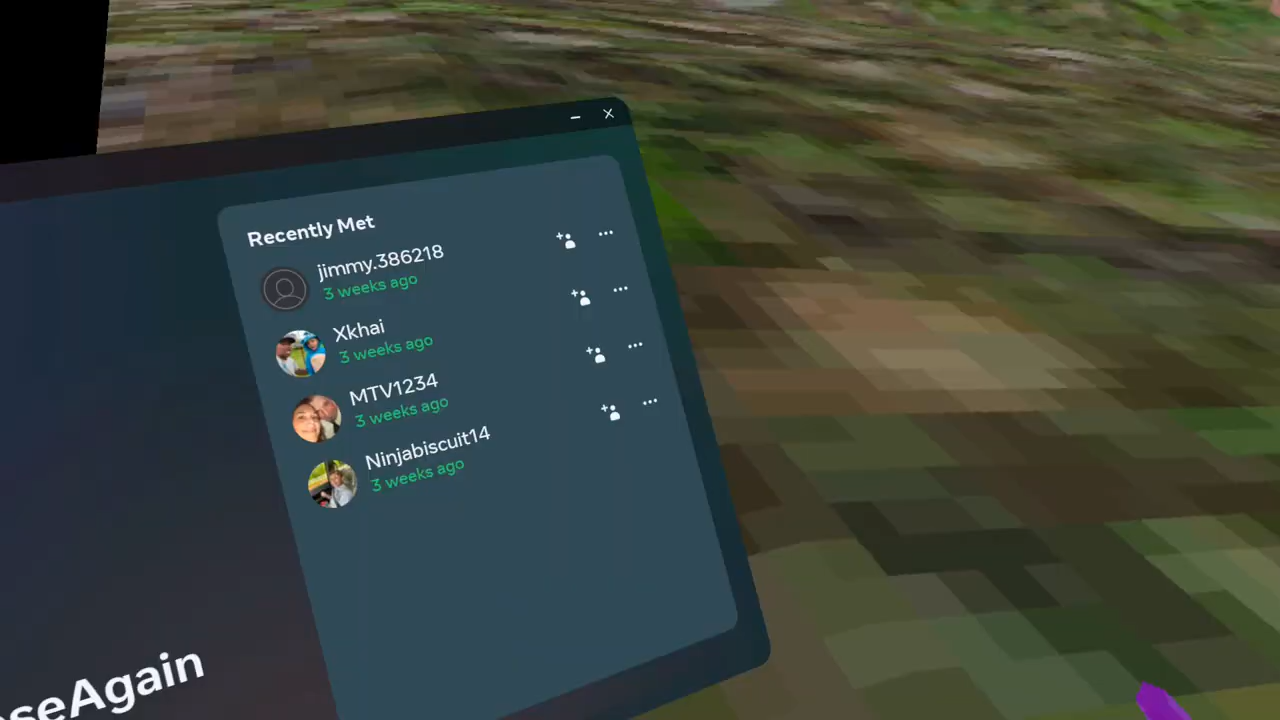 Recently Met
jimmy.386218
3 weeks ago
Xkhai
3 weeks ago
MTV1234
3 weeks ago
Ninjabiscuit14
3 weeks ago
seAgain